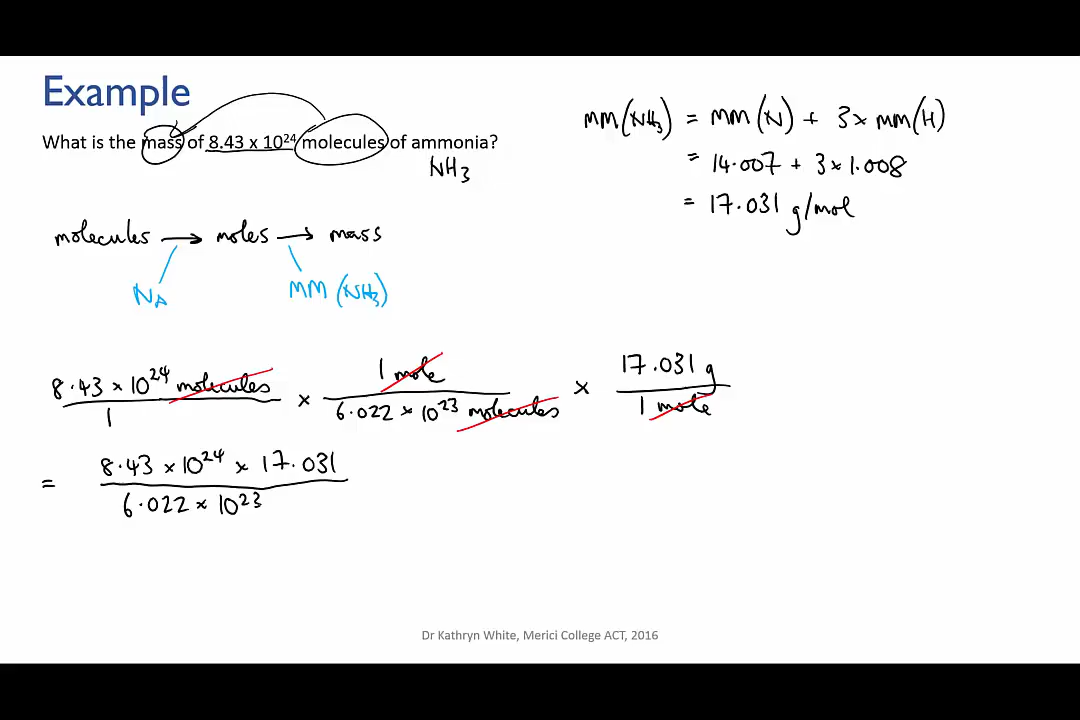 Example
What is the mass of 8.43 x 10²⁴ molecules of ammonia?
NH₃
MM(NH₃) = MM(N) + 3 × MM(H)
= 14.007 + 3 × 1.008
= 17.031 g/mol
molecules → moles → mass
NA MM (NH₃)
8.43 × 10²⁴ molecules / 1 × 1 mole / 6.022 × 10²³ molecules × 17.031 g / 1 mole
= 8.43 × 10²⁴ × 17.031 / 6.022 × 10²³
Dr Kathryn White, Merici College ACT, 2016